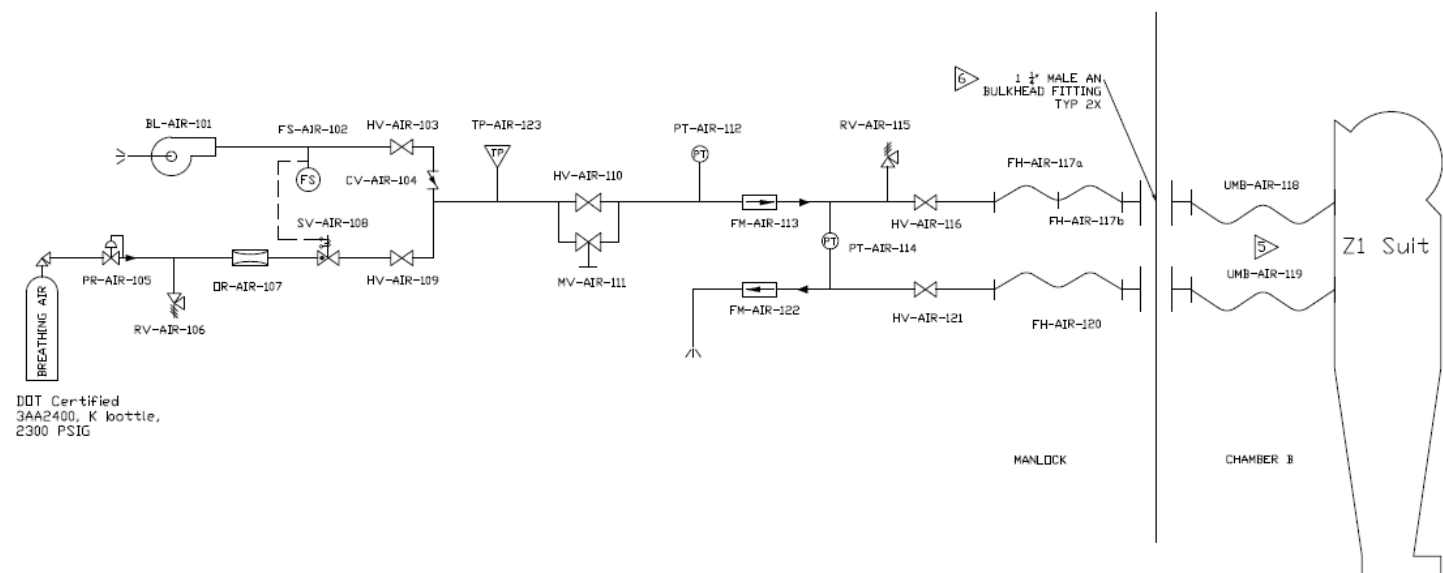 6
1 ¼" MALE AN
BULKHEAD FITTING
TYP 2X
BL-AIR-101
FS-AIR-102
HV-AIR-103
TP-AIR-123
PT-AIR-112
RV-AIR-115
TP
PT
FH-AIR-117a
FS
CV-AIR-104
HV-AIR-110
UMB-AIR-118
FM-AIR-113
HV-AIR-116
FH-AIR-117b
SV-AIR-108
PT
PT-AIR-114
5
Z1 Suit
PR-AIR-105
OR-AIR-107
HV-AIR-109
MV-AIR-111
UMB-AIR-119
RV-AIR-106
FM-AIR-122
HV-AIR-121
FH-AIR-120
BREATHING AIR
DOT Certified
3AA2400, K bottle,
2300 PSIG
MANLOCK
CHAMBER B